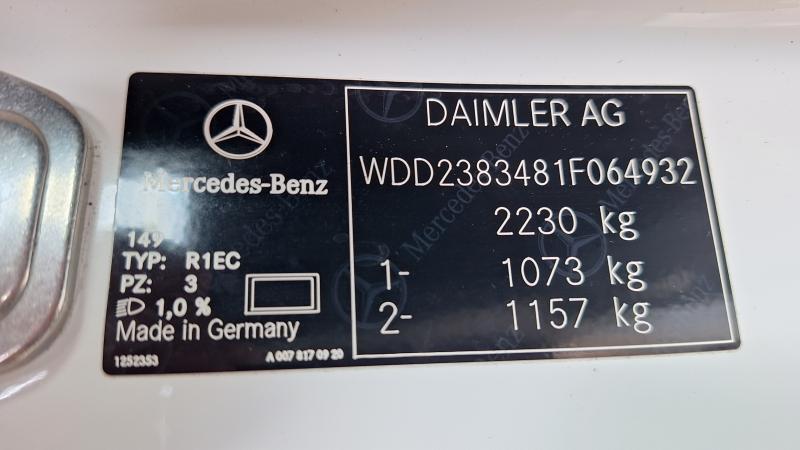 Mercedes-Benz
149
TYP: R1EC
PZ: 3
1,0 %
Made in Germany
1252353
A 007 817 09 20
DAIMLER AG
WDD2383481F064932
2230 kg
1- 1073 kg
2- 1157 kg